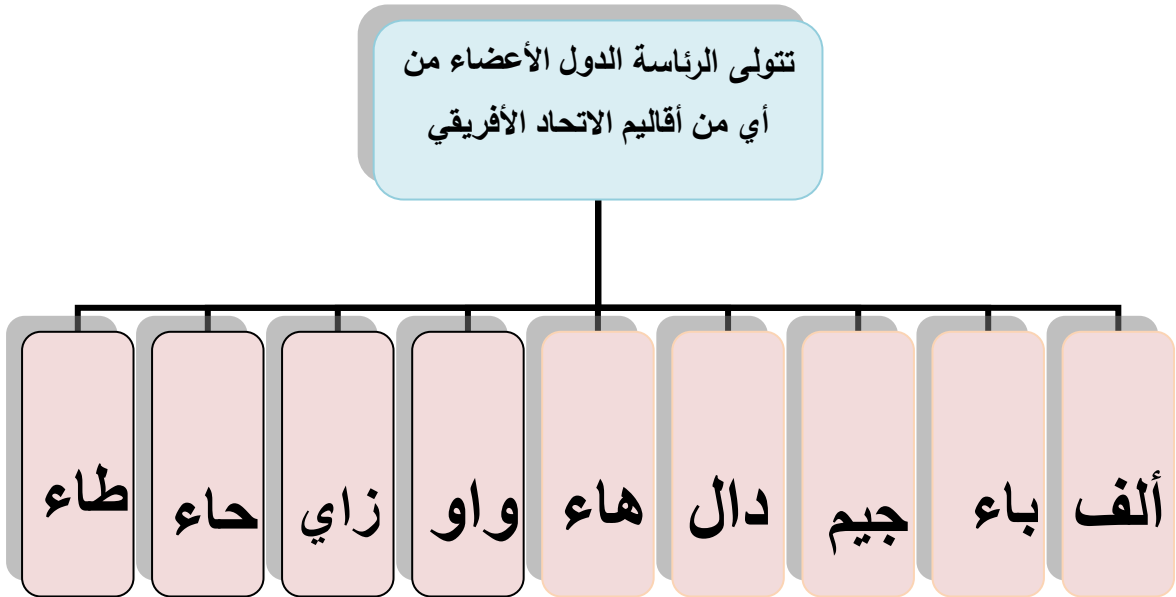 تتولى الرئاسة الدول الأعضاء من
أي من أقاليم الاتحاد الأفريقي
ألف
باء
جيم
دال
هاء
واو
زاي
حاء
طاء